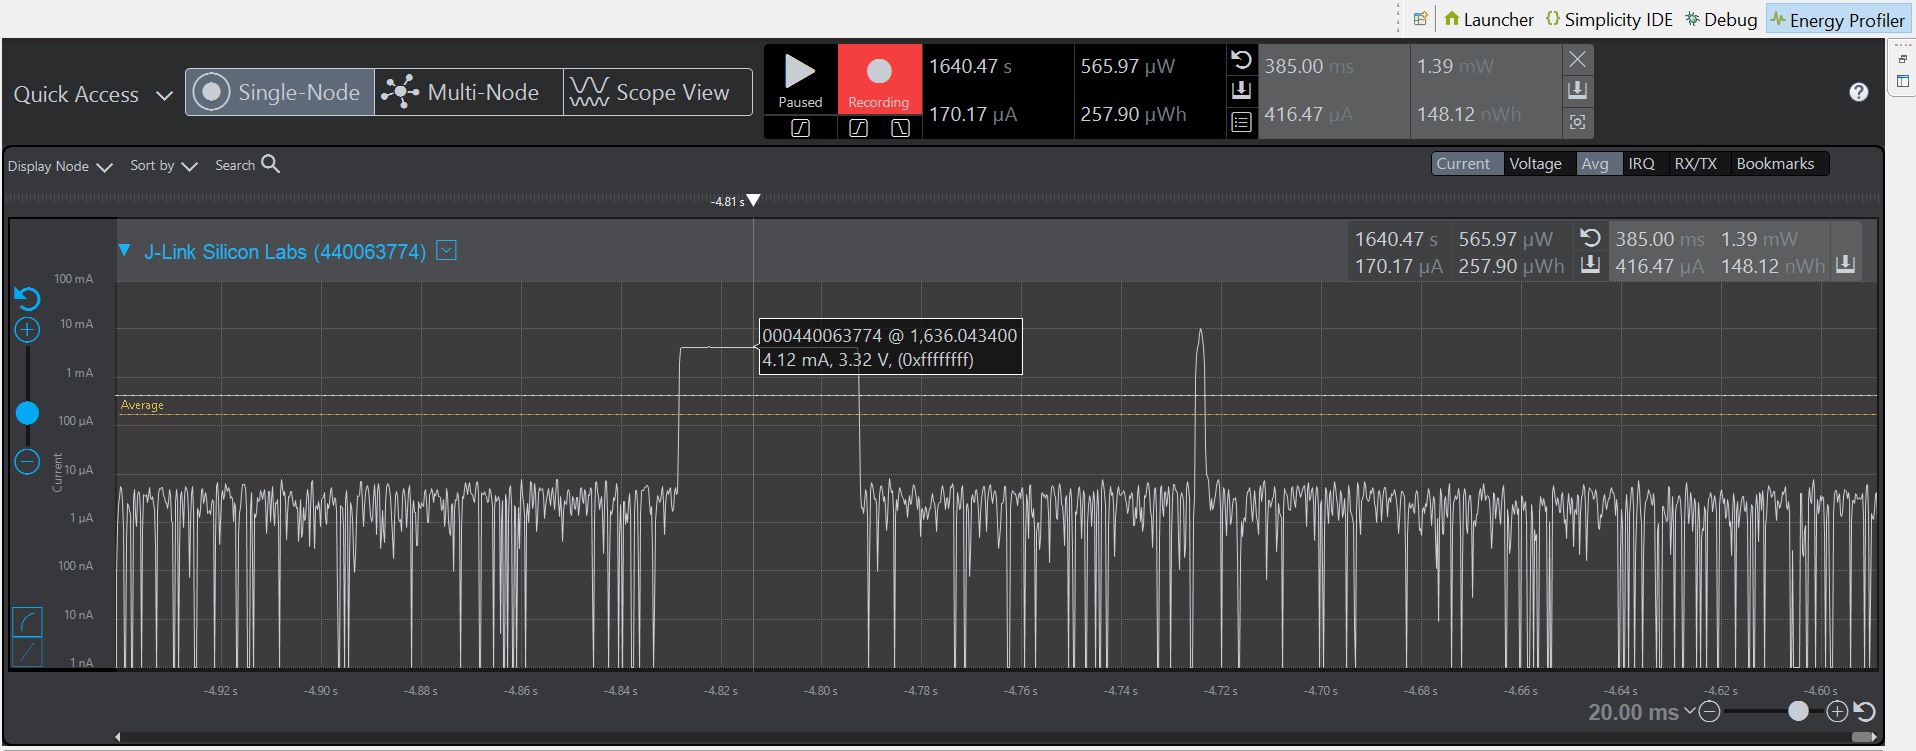 Launcher Simplicity IDE Debug Energy Profiler
Quick Access Single-Node Multi-Node Scope View
Paused Recording
1640.47 s 565.97 µW 385.00 ms 1.39 mW
170.17 µA 257.90 µWh 416.47 µA 148.12 nWh
Display Node Sort by Search
Current Voltage Avg IRQ RX/TX Bookmarks
-4.81 s
J-Link Silicon Labs (440063774)
1640.47 s 565.97 µW 385.00 ms 1.39 mW
170.17 µA 257.90 µWh 416.47 µA 148.12 nWh
100 mA
10 mA
1 mA
100 µA
10 µA
1 µA
100 nA
10 nA
1 nA
Current
Average
000440063774 @ 1,636.043400
4.12 mA, 3.32 V, (0xffffffff)
-4.92 s -4.90 s -4.88 s -4.86 s -4.84 s -4.82 s -4.80 s -4.78 s -4.76 s -4.74 s -4.72 s -4.70 s -4.68 s -4.66 s -4.64 s -4.62 s -4.60 s
20.00 ms